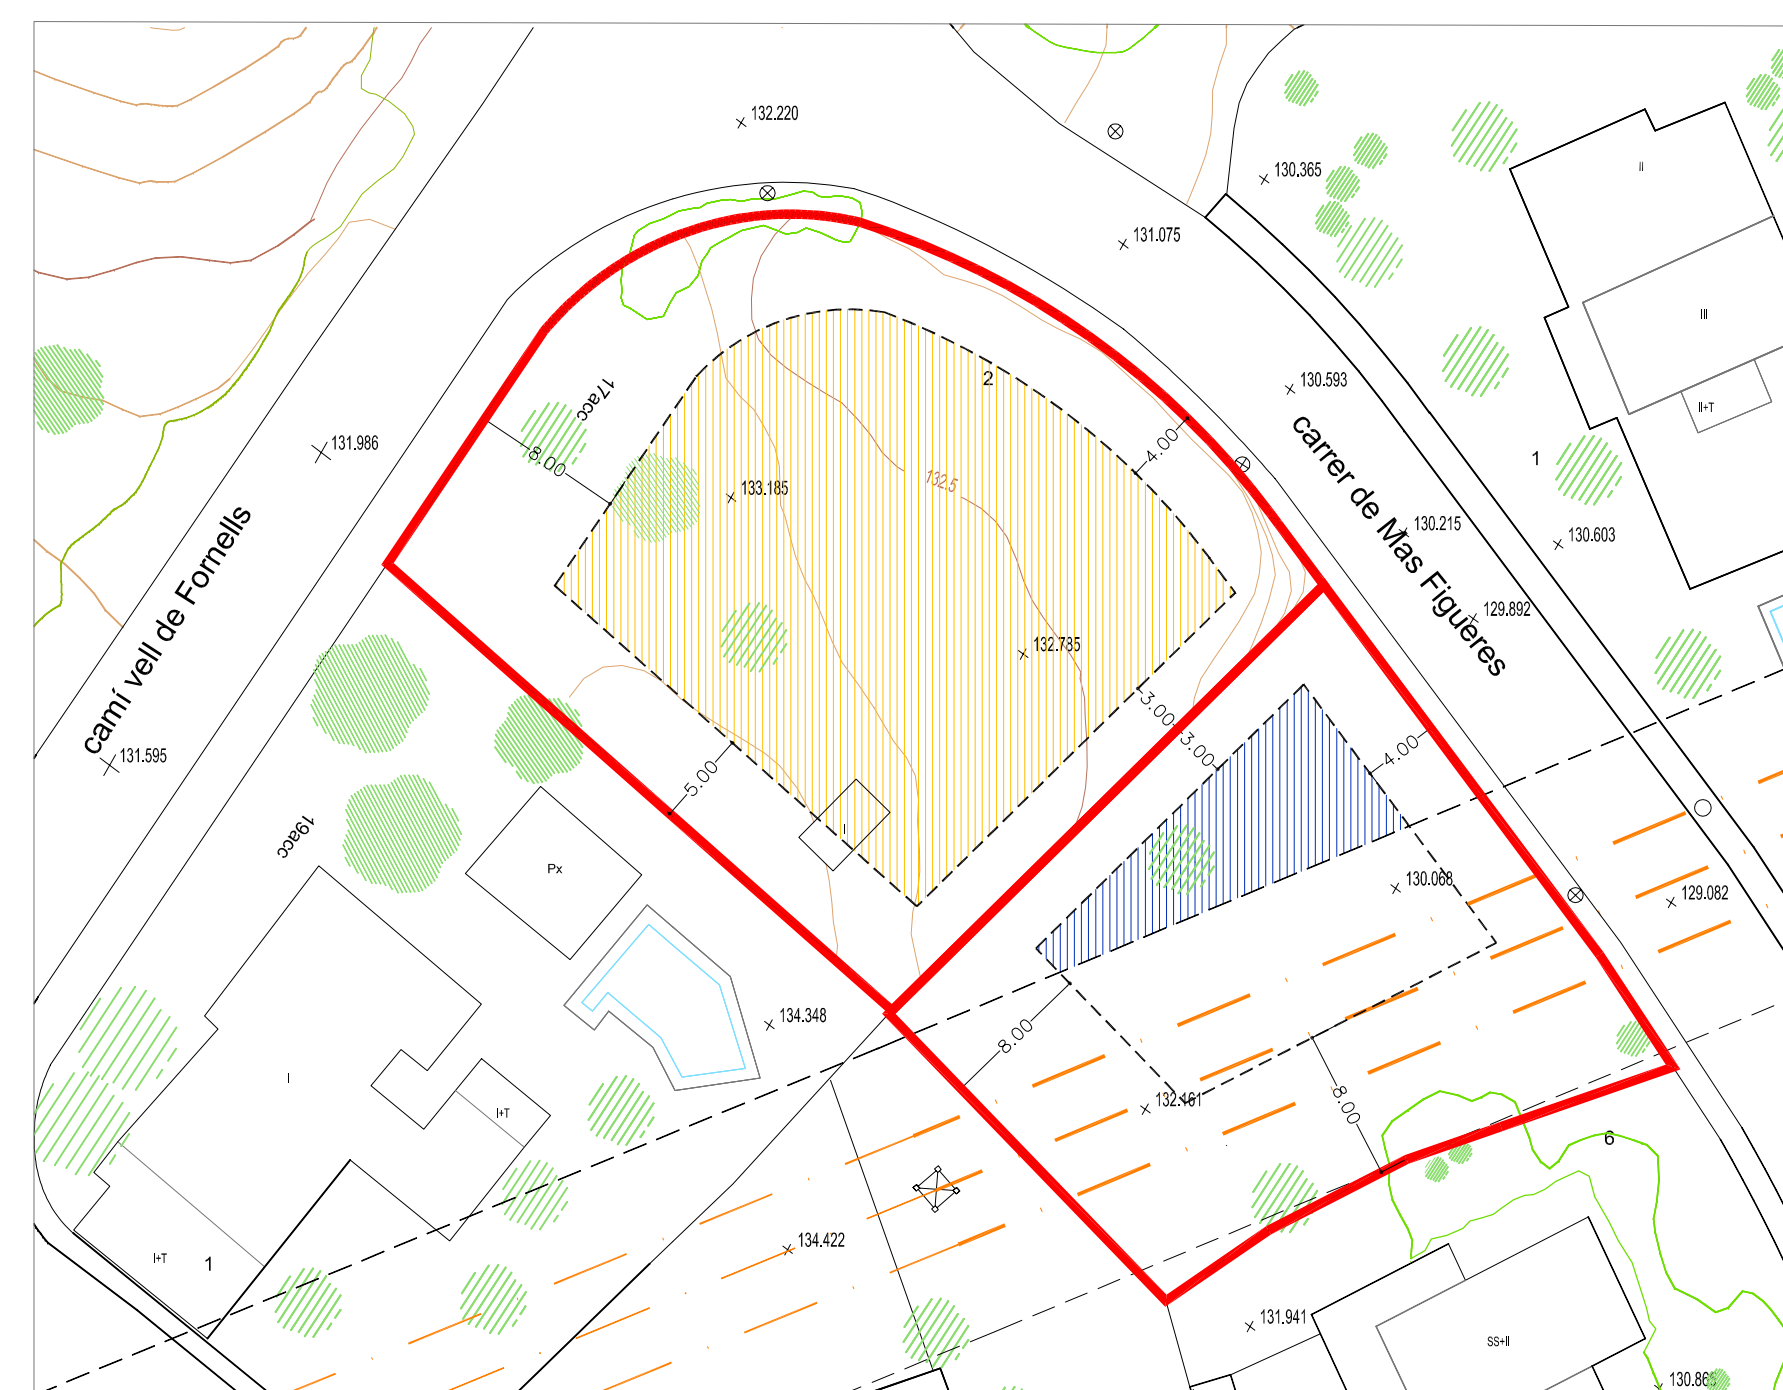 132.220
130.365
II
131.075
III
130.593
2
17acc
II+T
4.00
carrer de Mas Figueres
131.986
1
8.00
132.5
133.185
130.215
130.603
camí vell de Fornells
129.892
132.785
3.00
3.00
4.00
131.595
5.00
19acc
I
Px
130.068
129.082
134.348
8.00
I
I+T
132.161
8.00
6
134.422
I+T
1
131.941
SS+II